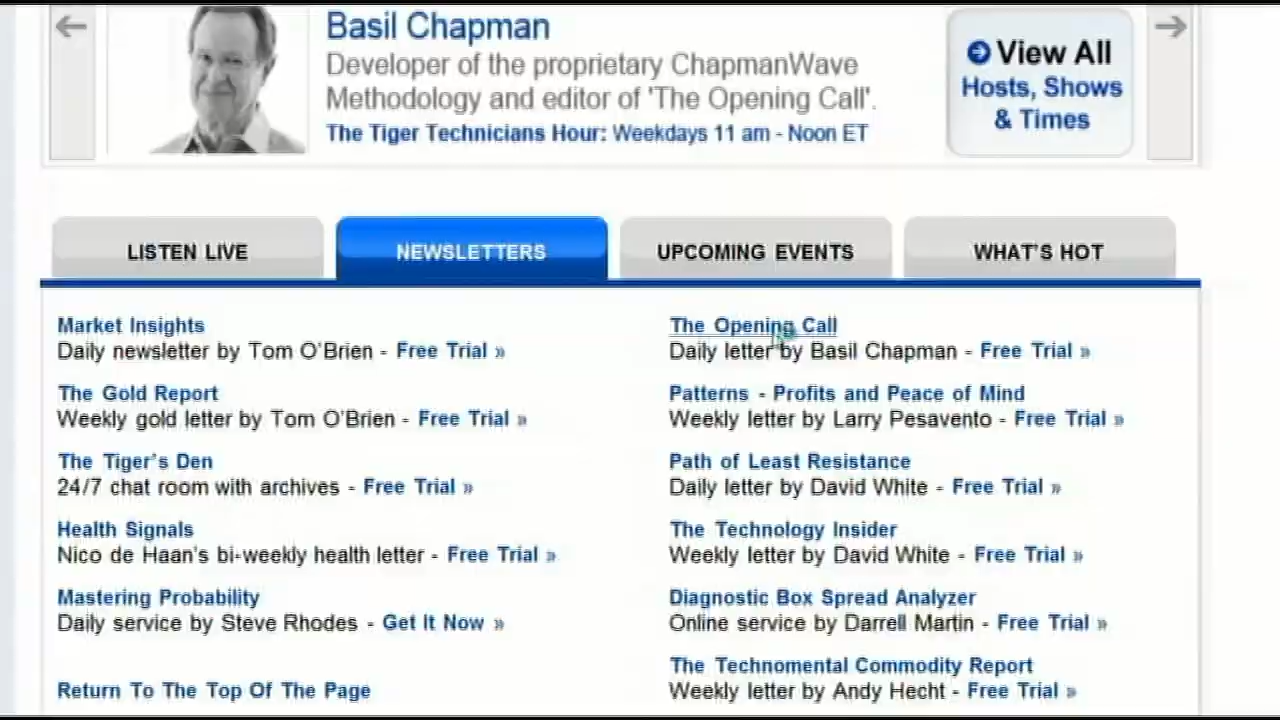 Basil Chapman
Developer of the proprietary ChapmanWave
Methodology and editor of 'The Opening Call'.
The Tiger Technicians Hour: Weekdays 11 am - Noon ET
View All
Hosts, Shows
& Times
LISTEN LIVE
NEWSLETTERS
UPCOMING EVENTS
WHAT'S HOT
Market Insights
Daily newsletter by Tom O'Brien - Free Trial »
The Gold Report
Weekly gold letter by Tom O'Brien - Free Trial »
The Tiger's Den
24/7 chat room with archives - Free Trial »
Health Signals
Nico de Haan's bi-weekly health letter - Free Trial »
Mastering Probability
Daily service by Steve Rhodes - Get It Now »
Return To The Top Of The Page
The Opening Call
Daily letter by Basil Chapman - Free Trial »
Patterns - Profits and Peace of Mind
Weekly letter by Larry Pesavento - Free Trial »
Path of Least Resistance
Daily letter by David White - Free Trial »
The Technology Insider
Weekly letter by David White - Free Trial »
Diagnostic Box Spread Analyzer
Online service by Darrell Martin - Free Trial »
The Technomental Commodity Report
Weekly letter by Andy Hecht - Free Trial »